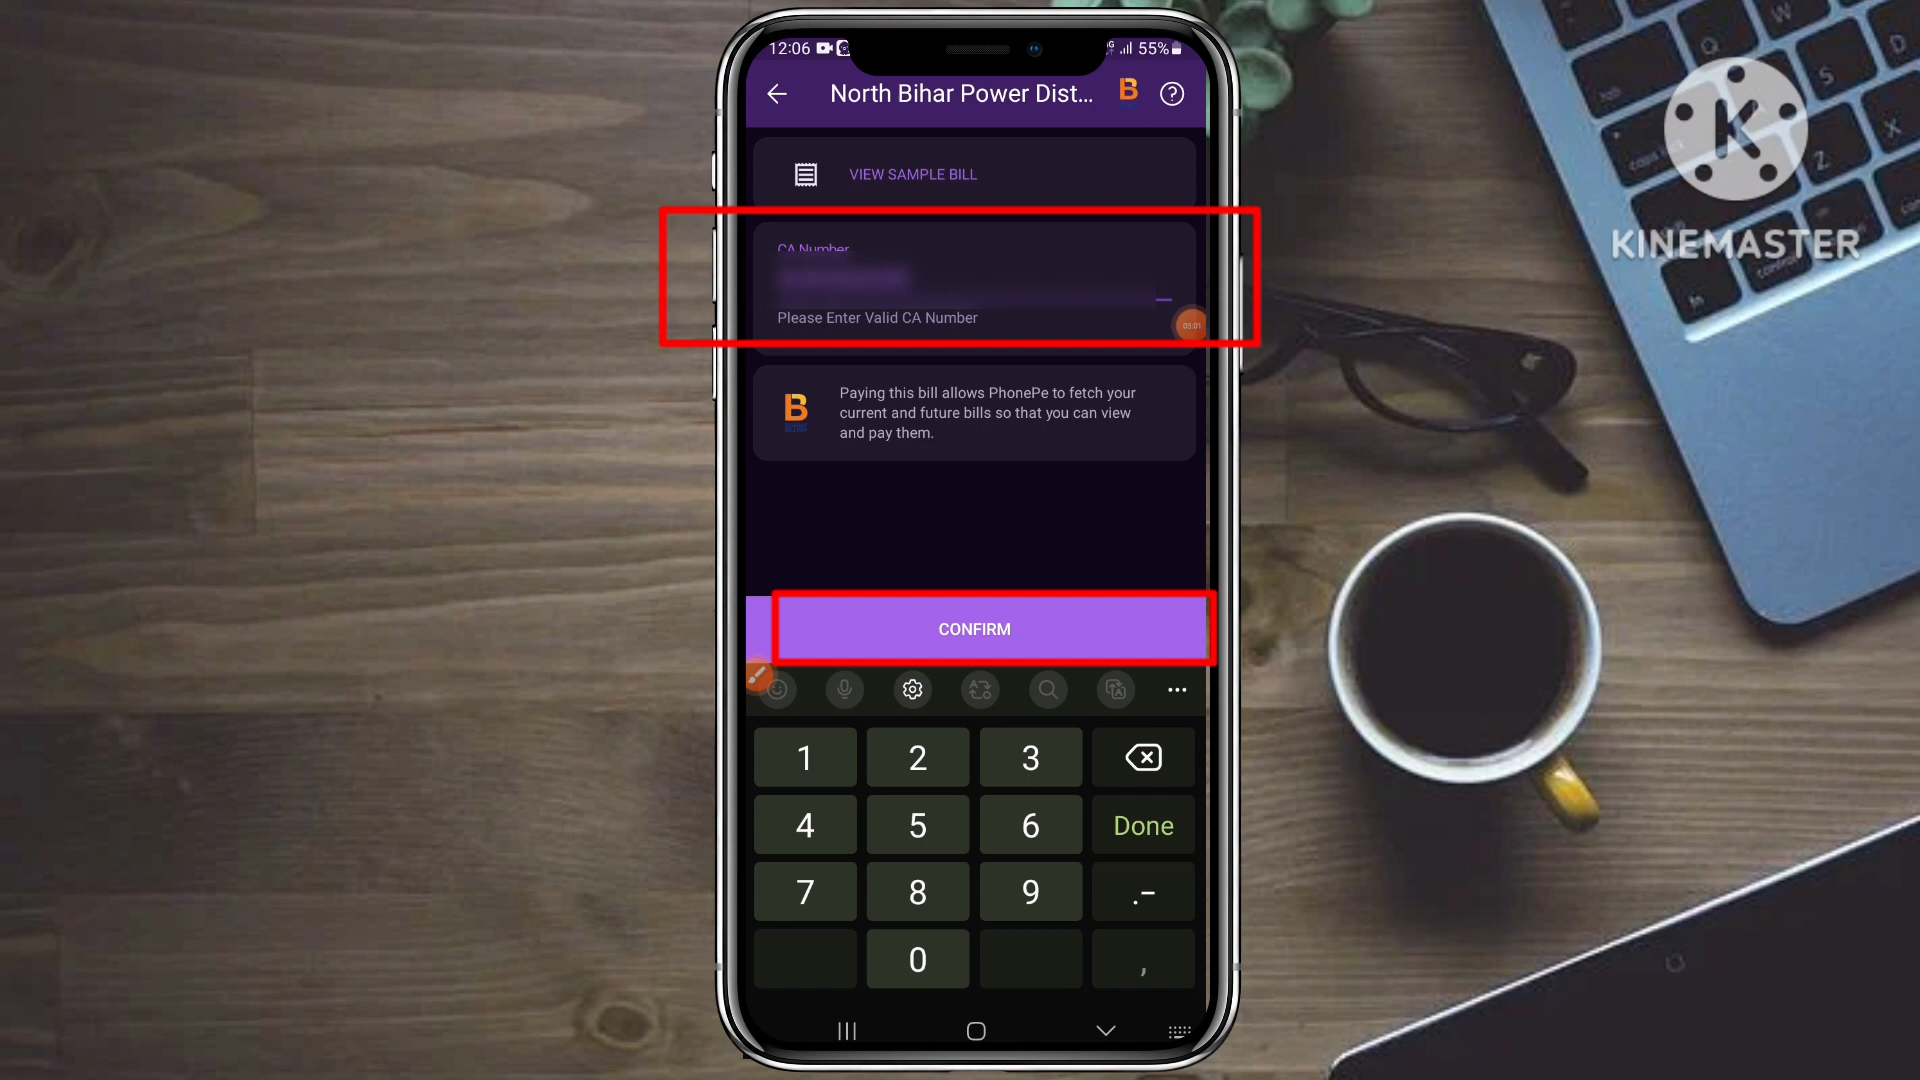 12:06
55%
North Bihar Power Dist...
VIEW SAMPLE BILL
CA Number
Please Enter Valid CA Number
03:01
Paying this bill allows PhonePe to fetch your
current and future bills so that you can view
and pay them.
CONFIRM
1 2 3
4 5 6 Done
7 8 9 .-
0 ,
K
KINEMASTER